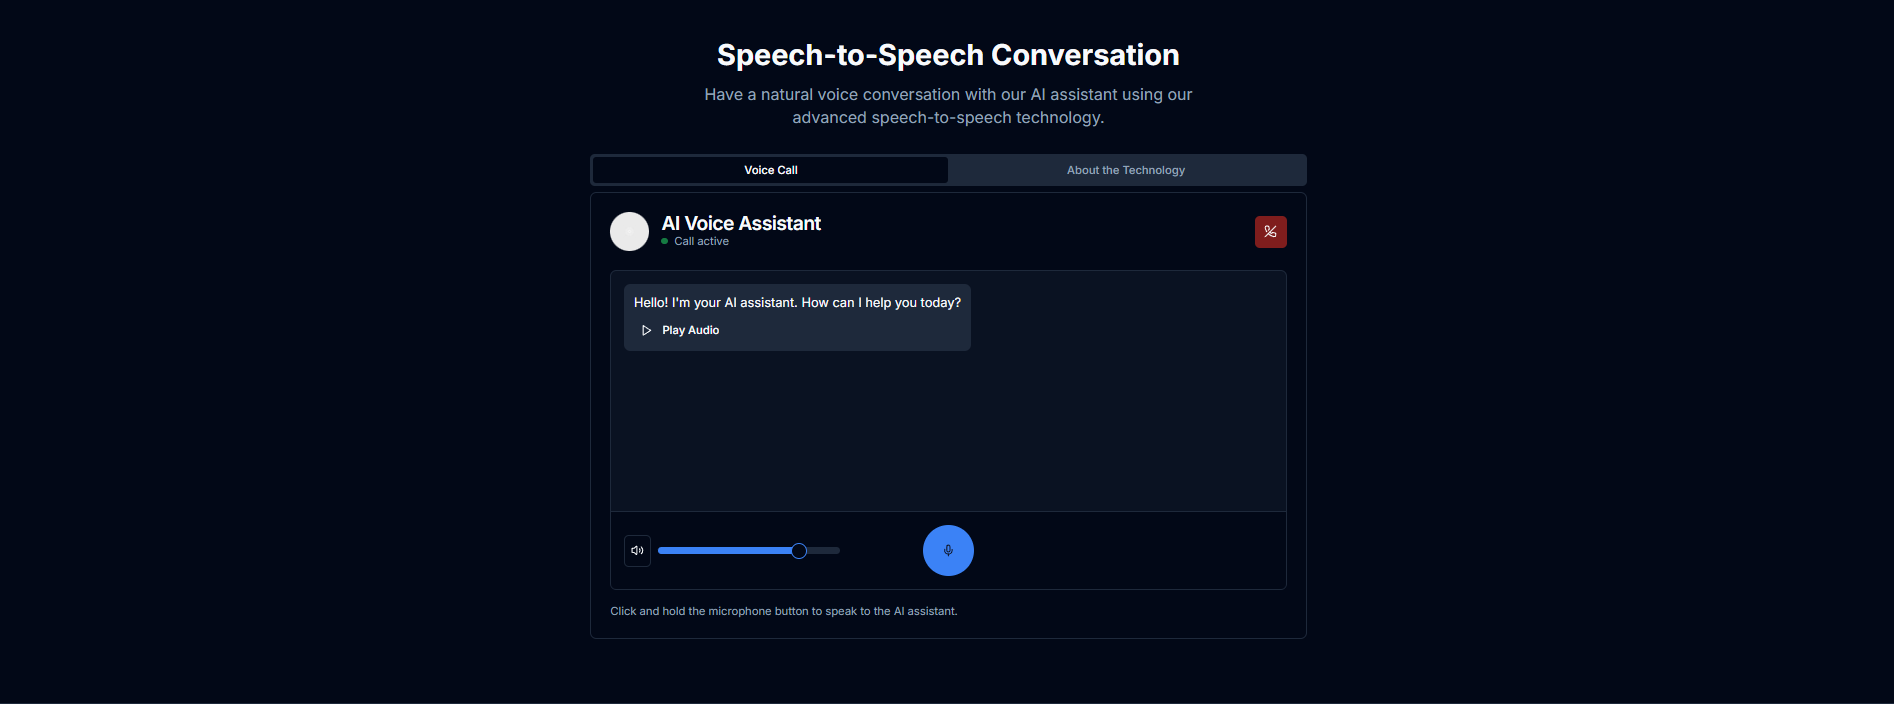 Speech-to-Speech Conversation
Have a natural voice conversation with our AI assistant using our
advanced speech-to-speech technology.
Voice Call
About the Technology
AI Voice Assistant
Call active
Hello! I'm your AI assistant. How can I help you today?
Play Audio
Click and hold the microphone button to speak to the AI assistant.